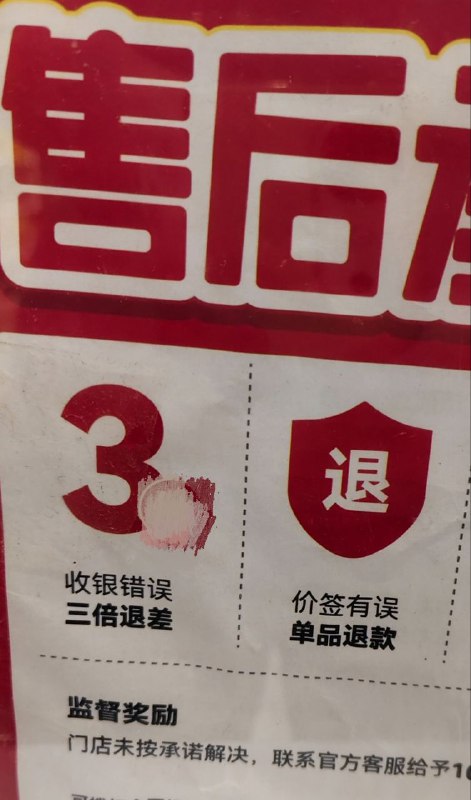 售后
3
退
收银错误
三倍退差
价签有误
单品退款
监督奖励
门店未按承诺解决，联系官方客服给予10